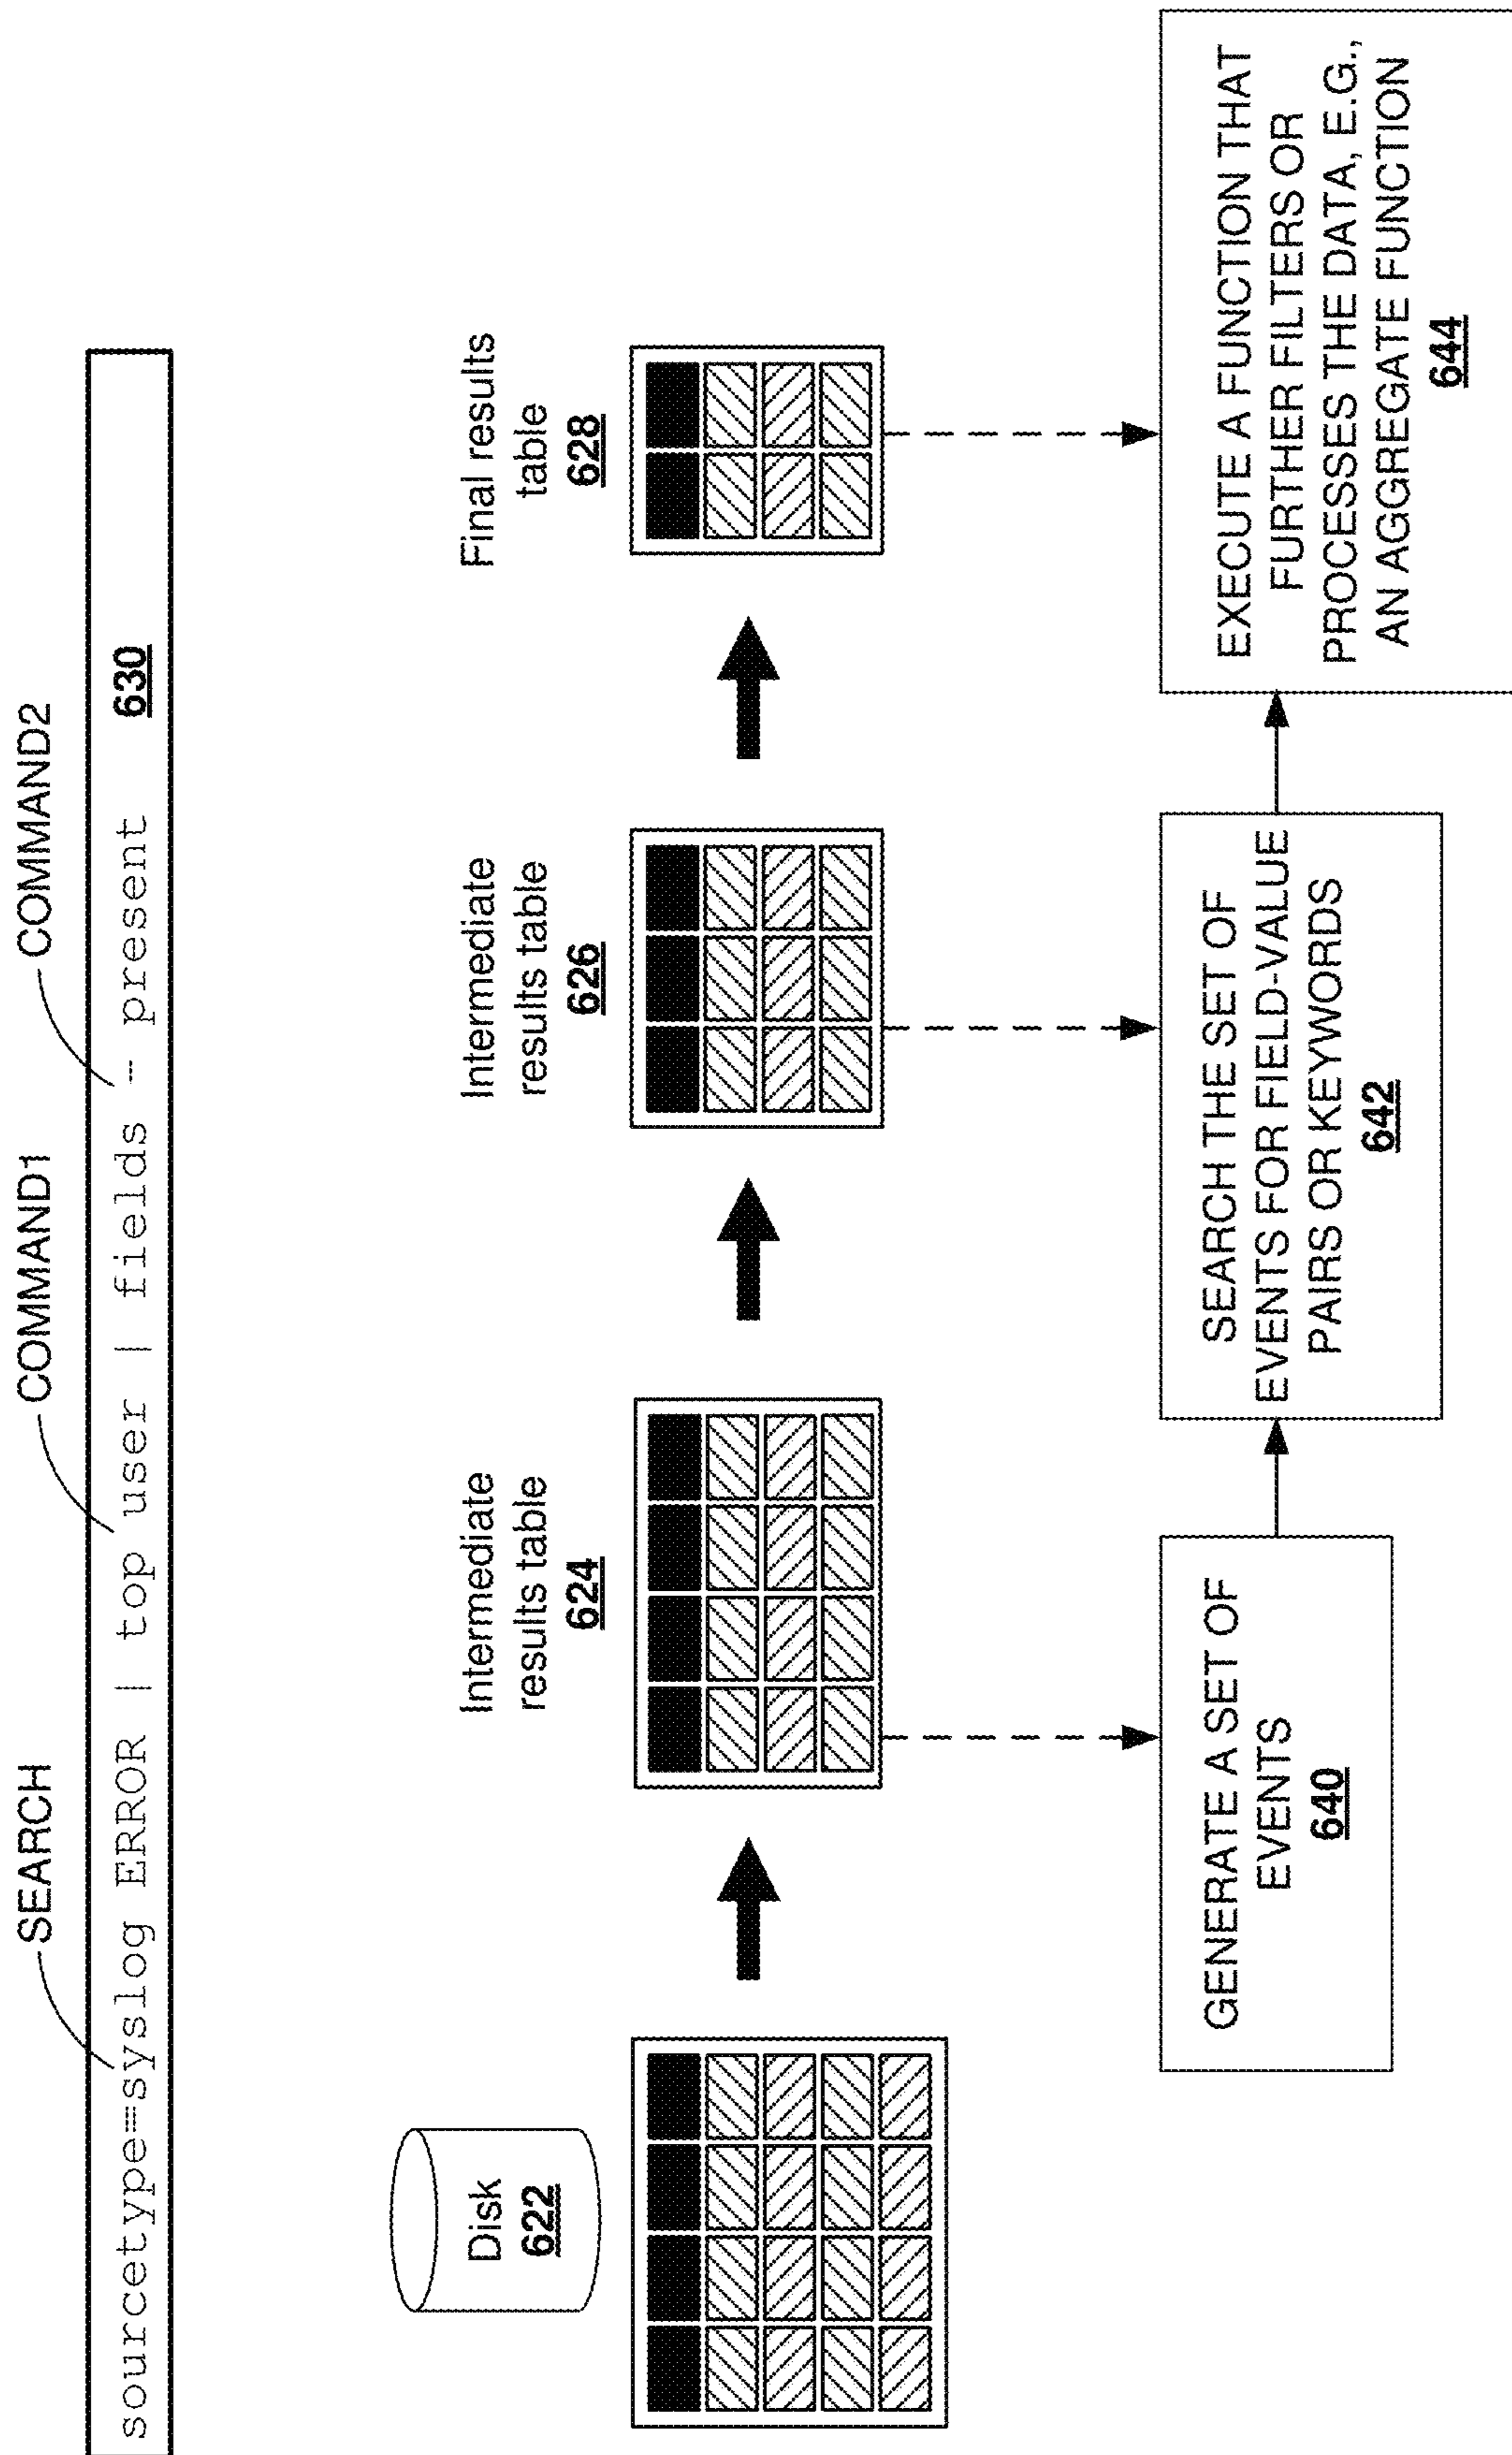 SEARCH
COMMAND1
COMMAND2
sourcetype=syslog ERROR | top user | fields - present 630
Disk
622
Intermediate
results table
624
Intermediate
results table
626
Final results
table
628
GENERATE A SET OF
EVENTS
640
SEARCH THE SET OF
EVENTS FOR FIELD-VALUE
PAIRS OR KEYWORDS
642
EXECUTE A FUNCTION THAT
FURTHER FILTERS OR
PROCESSES THE DATA, E.G.,
AN AGGREGATE FUNCTION
644